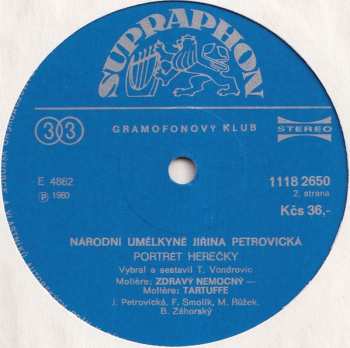 SUPRAPHON
33
GRAMOFONOVÝ KLUB
STEREO
E 4862
1118 2650
℗ 1980
2. strana
Kčs 36,-
NÁRODNÍ UMĚLKYNĚ JIŘINA PETROVICKÁ
PORTRÉT HEREČKY
Vybral a sestavil T. Vondrovic
Molière: ZDRAVÝ NEMOCNÝ –
Molière: TARTUFFE
J. Petrovická, F. Smolík, M. Růžek,
B. Záhorský